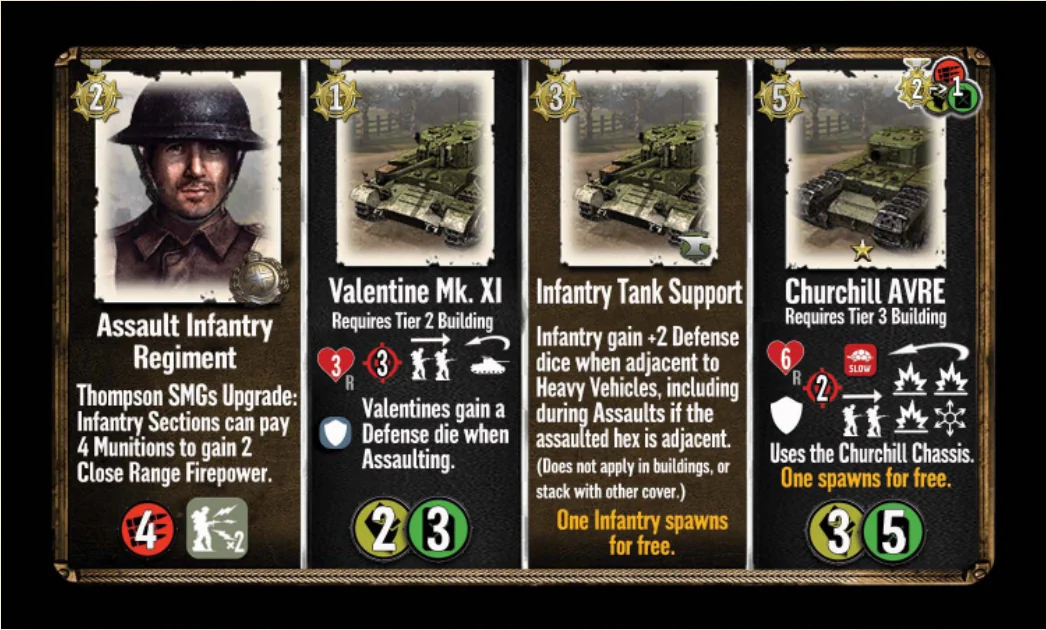 2
Assault Infantry
Regiment
Thompson SMGs Upgrade:
Infantry Sections can pay
4 Munitions to gain 2
Close Range Firepower.
4
x2
1
Valentine Mk. XI
Requires Tier 2 Building
3
R
3
Valentines gain a
Defense die when
Assaulting.
2
3
3
Infantry Tank Support
Infantry gain +2 Defense
dice when adjacent to
Heavy Vehicles, including
during Assaults if the
assaulted hex is adjacent.
(Does not apply in buildings, or
stack with other cover.)
One Infantry spawns
for free.
5
2->1
Churchill AVRE
Requires Tier 3 Building
6
R
2
SLOW
Uses the Churchill Chassis.
One spawns for free.
3
5